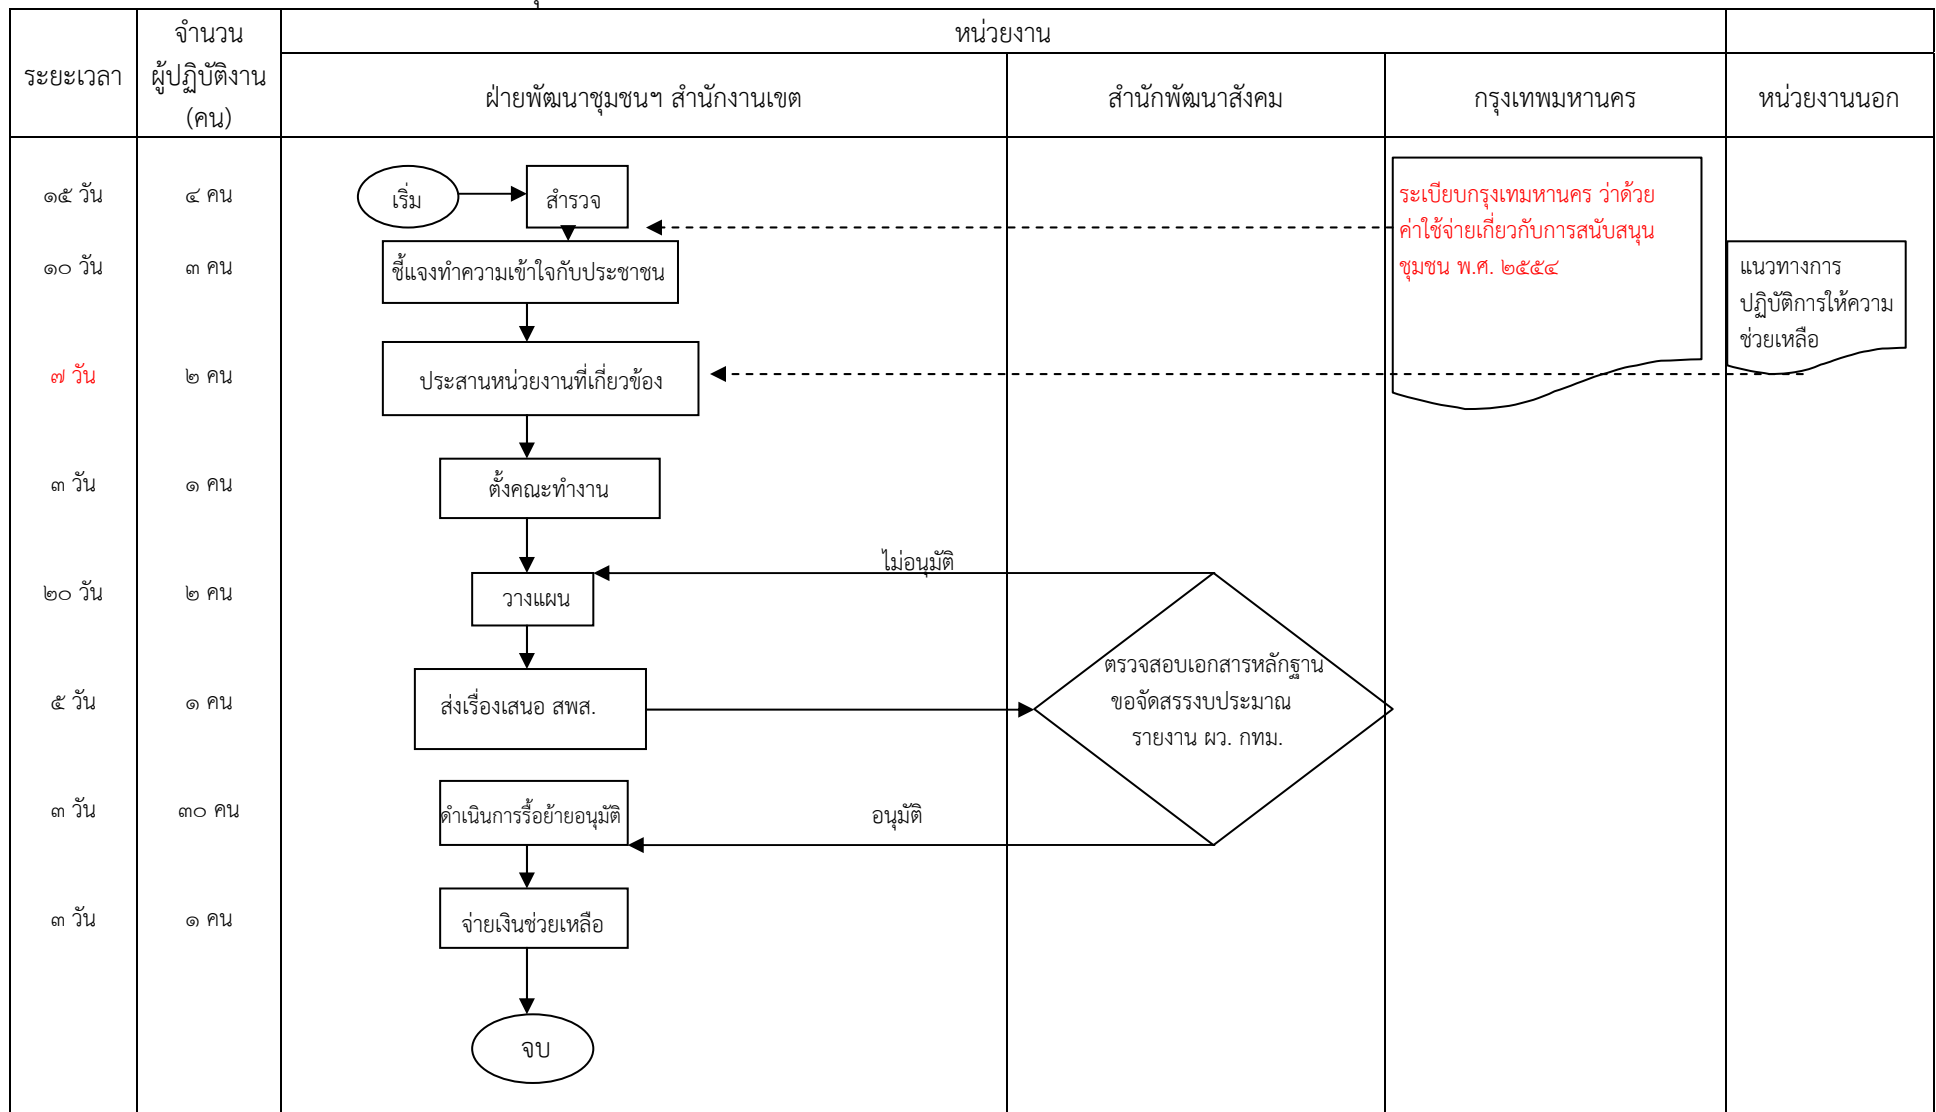 ระยะเวลา
จำนวน
ผู้ปฏิบัติงาน
(คน)
หน่วยงาน
ฝ่ายพัฒนาชุมชนฯ สำนักงานเขต
สำนักพัฒนาสังคม
กรุงเทพมหานคร
หน่วยงานนอก
๑๕ วัน
๔ คน
เริ่ม
สำรวจ
ระเบียบกรุงเทมหานคร ว่าด้วย
ค่าใช้จ่ายเกี่ยวกับการสนับสนุน
ชุมชน พ.ศ. ๒๕๕๔
๑๐ วัน
๓ คน
ชี้แจงทำความเข้าใจกับประชาชน
แนวทางการ
ปฏิบัติการให้ความ
ช่วยเหลือ
๗ วัน
๒ คน
ประสานหน่วยงานที่เกี่ยวข้อง
๓ วัน
๑ คน
ตั้งคณะทำงาน
ไม่อนุมัติ
๒๐ วัน
๒ คน
วางแผน
ตรวจสอบเอกสารหลักฐาน
ขอจัดสรรงบประมาณ
รายงาน ผว. กทม.
๕ วัน
๑ คน
ส่งเรื่องเสนอ สพส.
๓ วัน
๓๐ คน
ดำเนินการรื้อย้ายอนุมัติ
อนุมัติ
๓ วัน
๑ คน
จ่ายเงินช่วยเหลือ
จบ